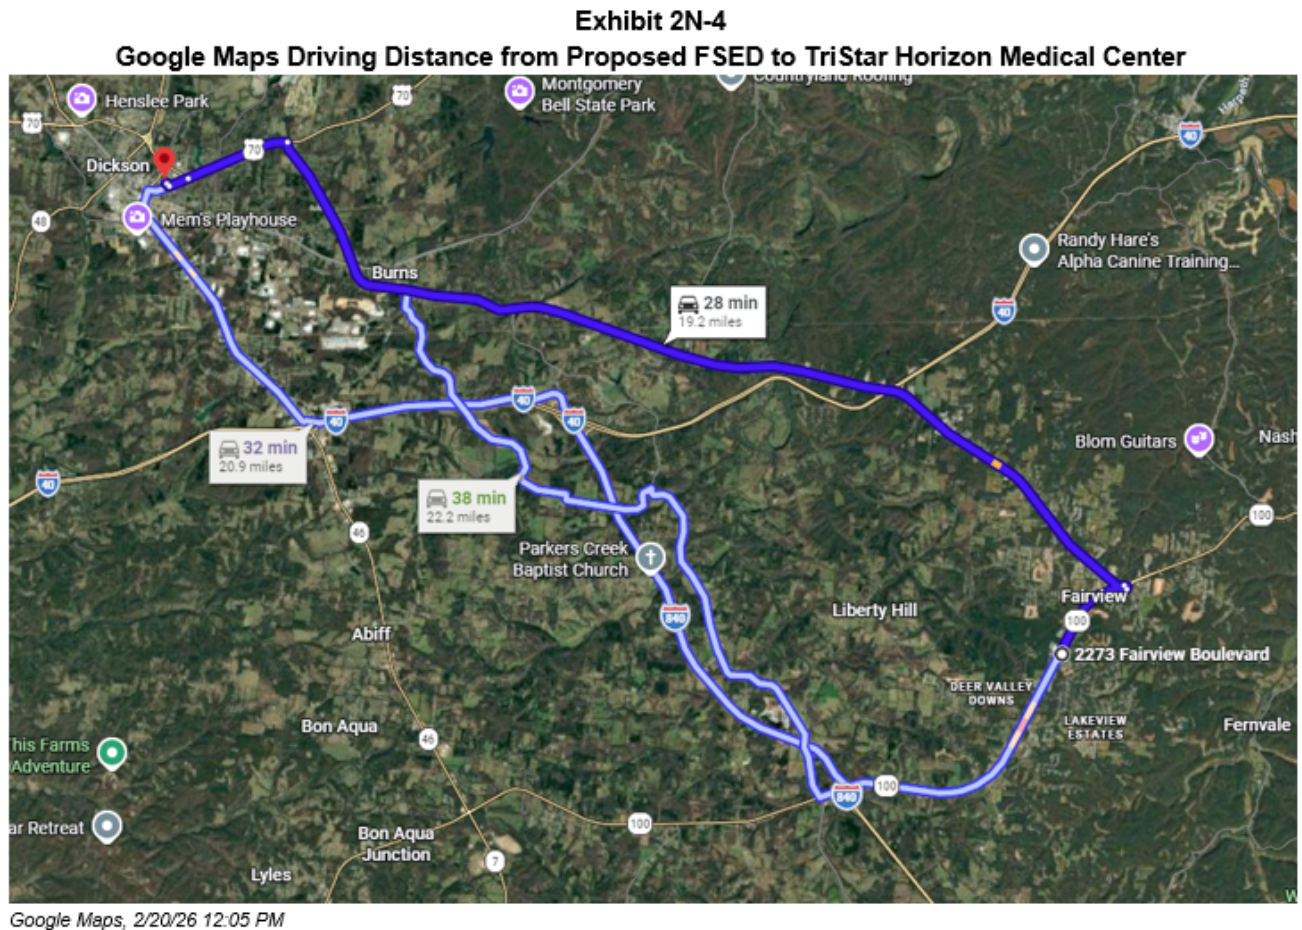 Exhibit 2N-4
Google Maps Driving Distance from Proposed FSED to TriStar Horizon Medical Center
Countryland Roofing
Montgomery
Bell State Park
70
Henslee Park
70
Harpeth
40
Dickson
70
48
Mem's Playhouse
Randy Hare's
Alpha Canine Training...
Burns
28 min
19.2 miles
40
40
40
40
32 min
20.9 miles
Blom Guitars
Nash
40
38 min
22.2 miles
100
46
Parkers Creek
Baptist Church
Fairview
Liberty Hill
840
100
Abiff
2273 Fairview Boulevard
DEER VALLEY
DOWNS
LAKEVIEW
ESTATES
Fernvale
Bon Aqua
46
This Farms
Adventure
100
840
ar Retreat
100
Bon Aqua
Junction
7
Lyles
W
Google Maps, 2/20/26 12:05 PM